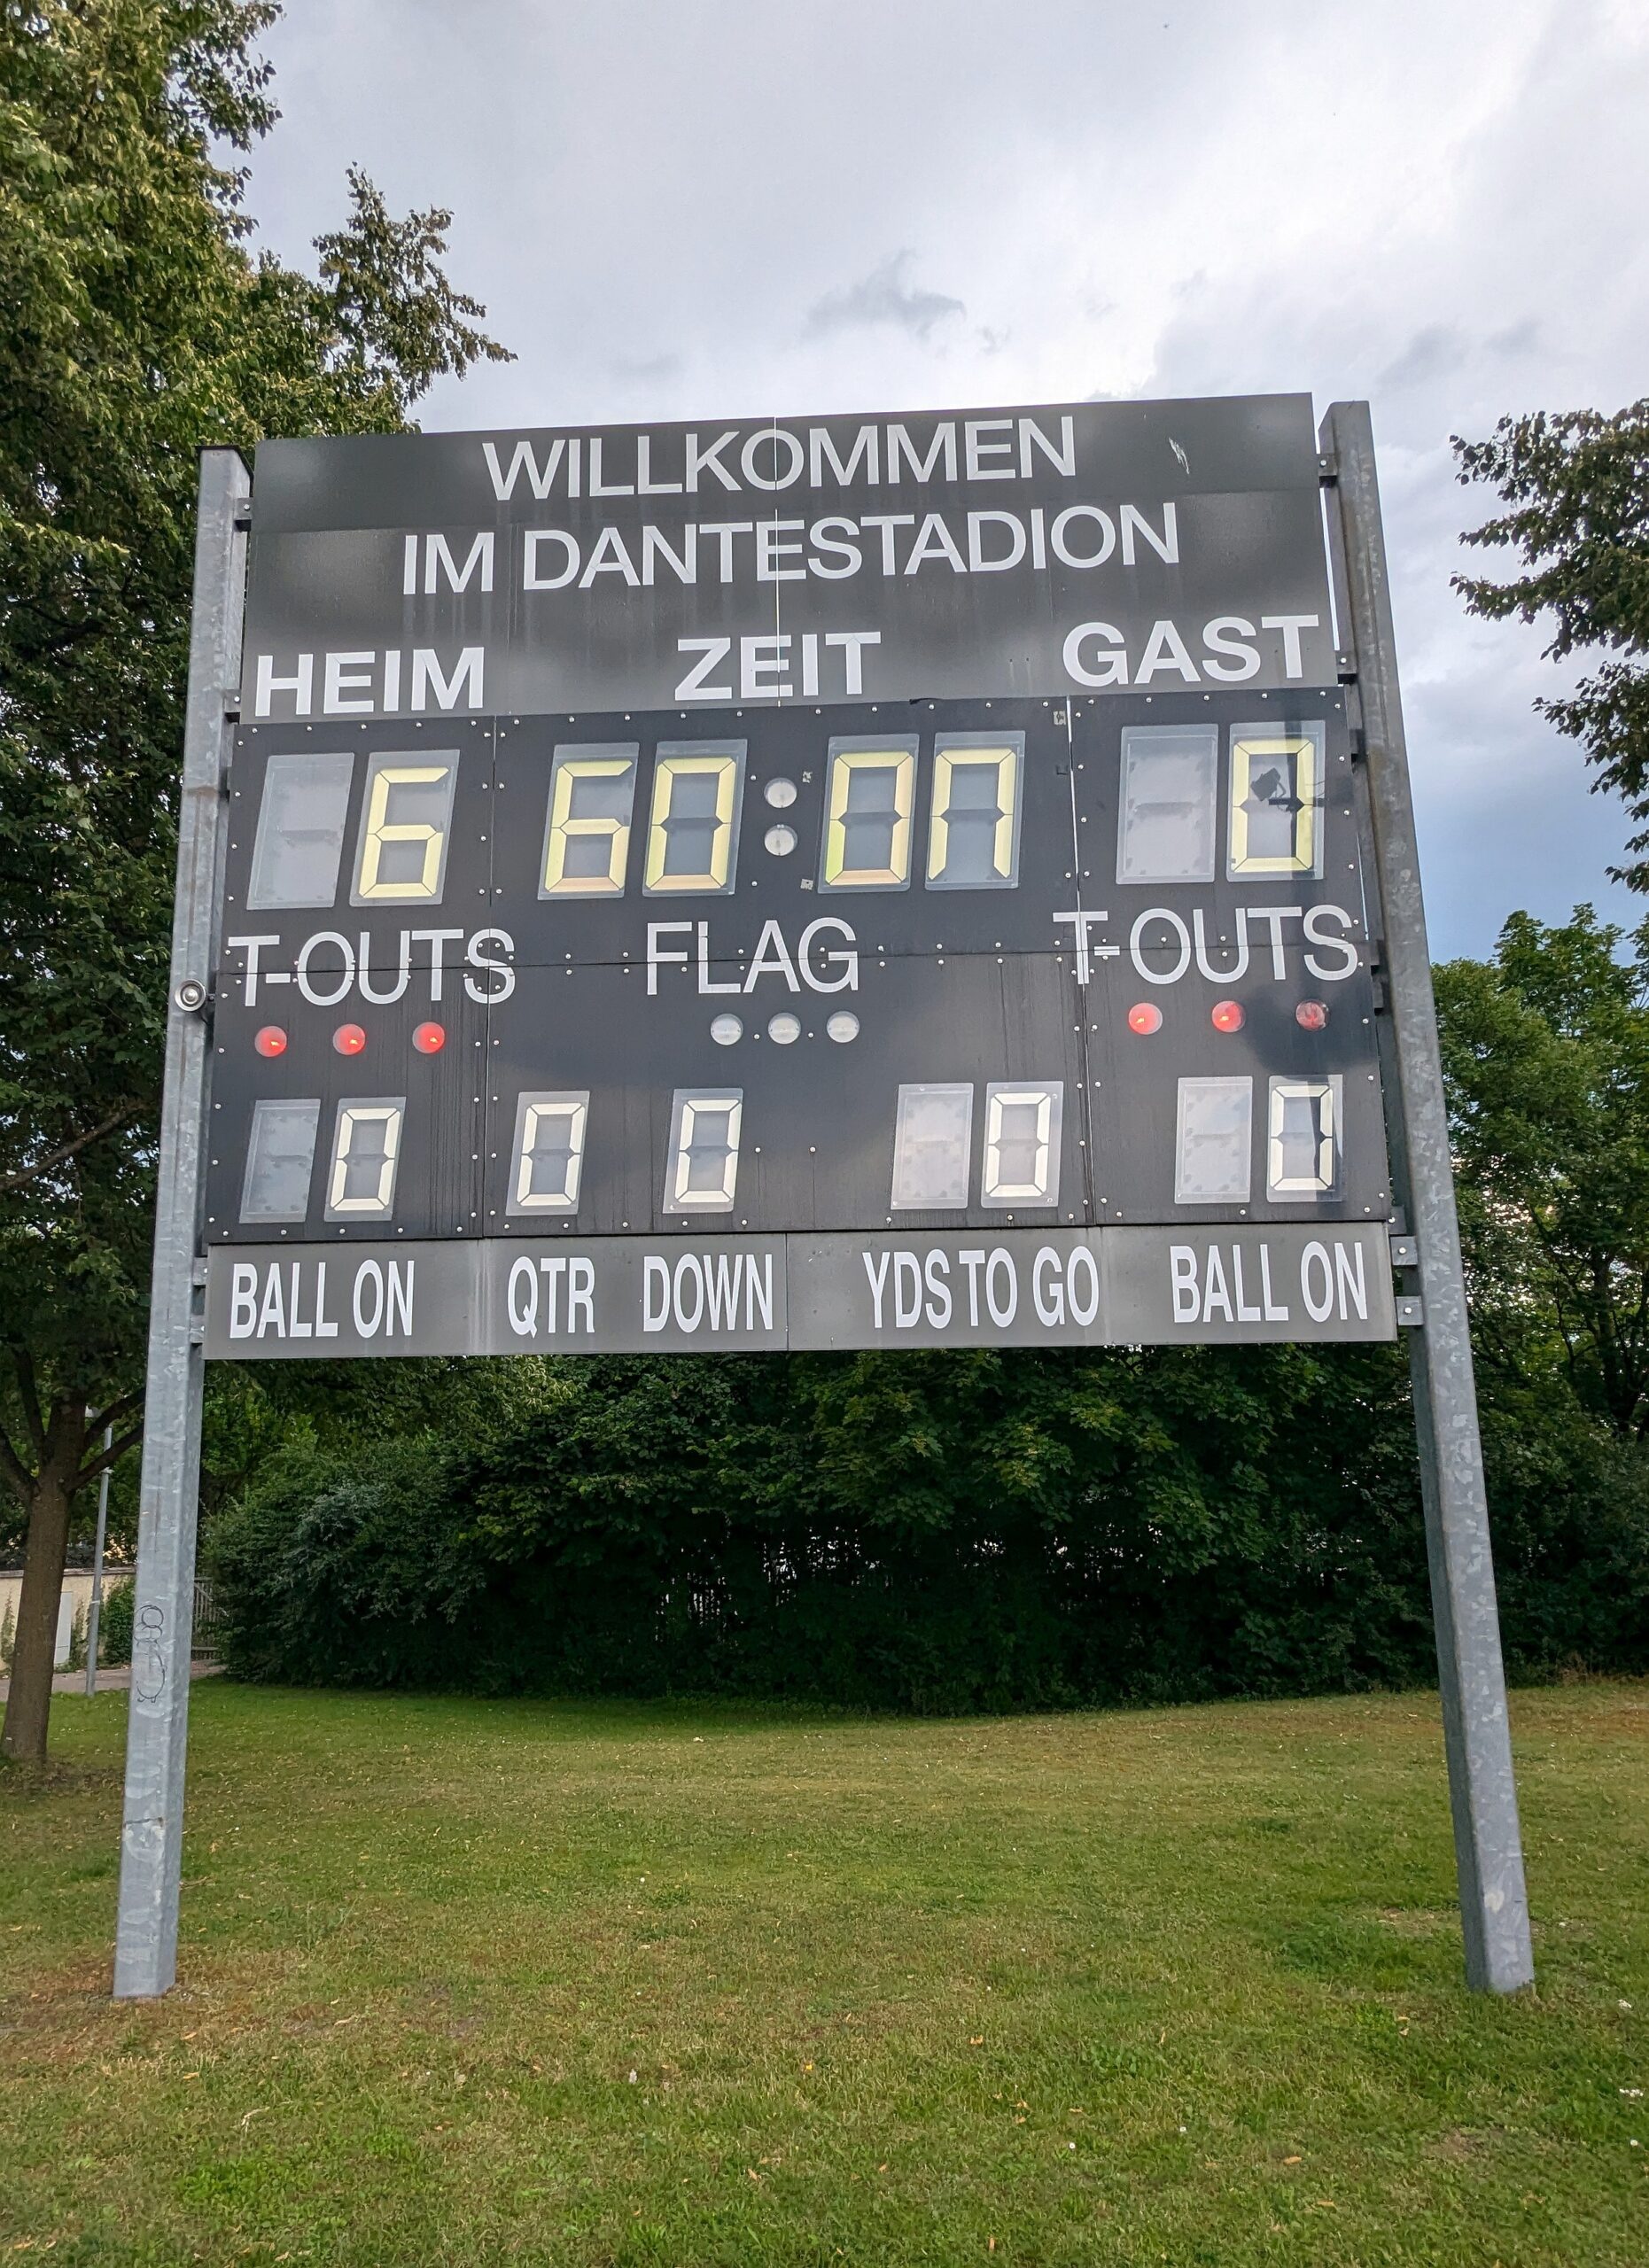 WILLKOMMEN
IM DANTESTADION
HEIM ZEIT GAST
6 60:0 0
T-OUTS FLAG T-OUTS
0 0 0 0 0
BALL ON QTR DOWN YDS TO GO BALL ON